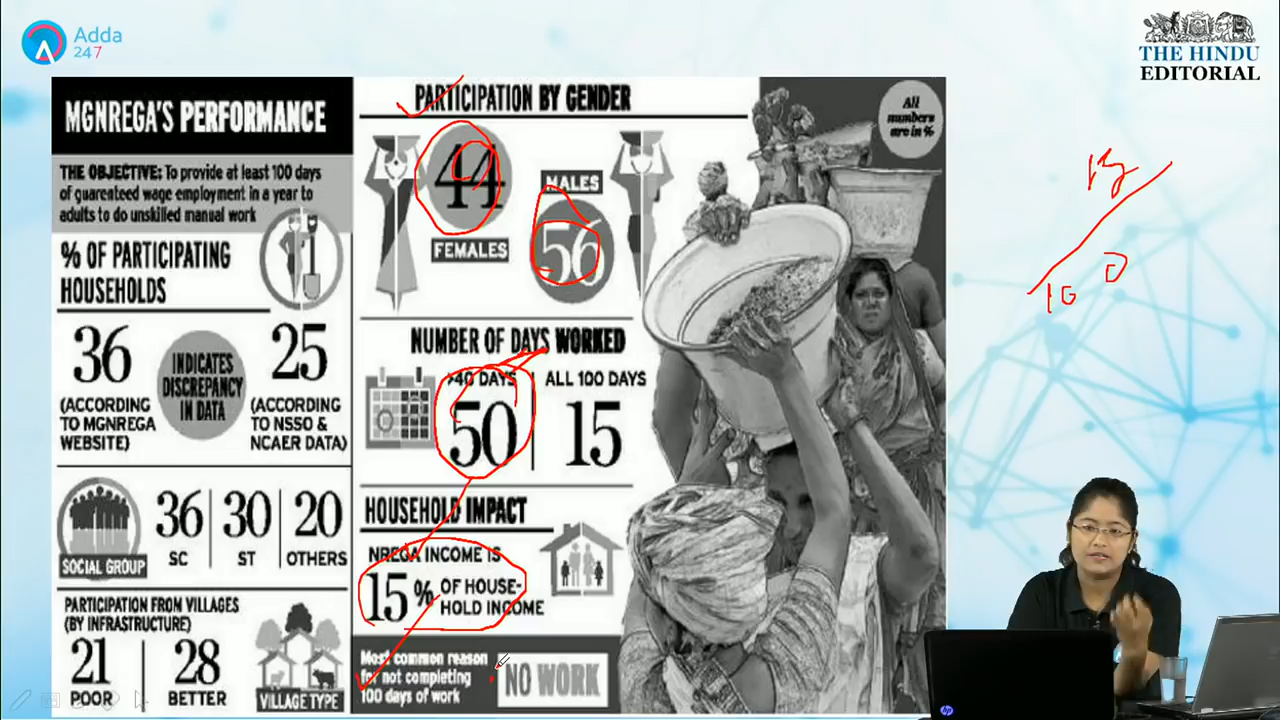 Adda
247
THE HINDU
EDITORIAL
MGNREGA'S PERFORMANCE
THE OBJECTIVE: To provide at least 100 days
of guarenteed wage employment in a year to
adults to do unskilled manual work
% OF PARTICIPATING
HOUSEHOLDS
36
(ACCORDING
TO MGNREGA
WEBSITE)
INDICATES
DISCREPANCY
IN DATA
25
(ACCORDING
TO NSSO &
NCAER DATA)
SOCIAL GROUP
36
SC
30
ST
20
OTHERS
PARTICIPATION FROM VILLAGES
(BY INFRASTRUCTURE)
21
POOR
28
BETTER
VILLAGE TYPE
PARTICIPATION BY GENDER
44
FEMALES
MALES
56
All
numbers
are in %
NUMBER OF DAYS WORKED
>40 DAYS
50
ALL 100 DAYS
15
HOUSEHOLD IMPACT
NREGA INCOME IS
15% OF HOUSE-
HOLD INCOME
Most common reason
for not completing
100 days of work
NO WORK
15
100
hp